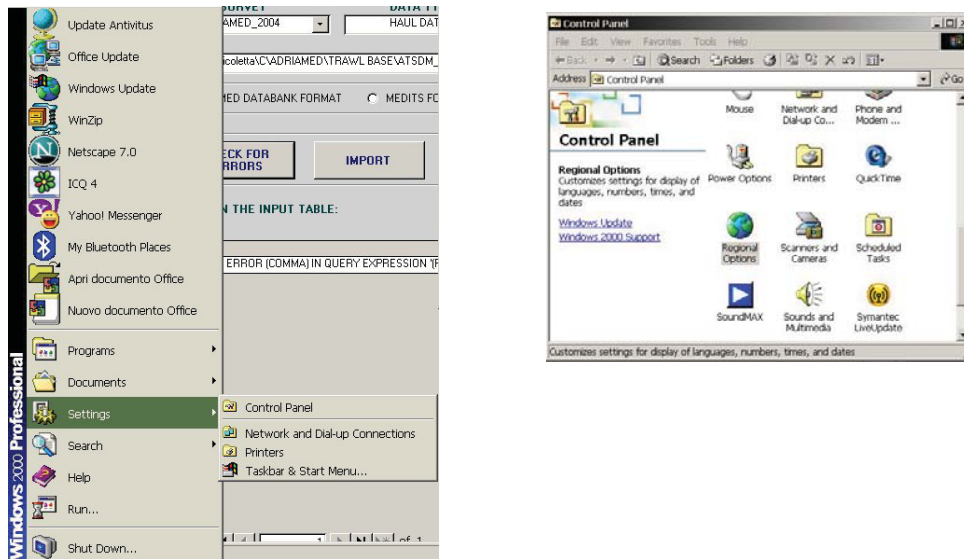 Update Antivitus
Office Update
Windows Update
WinZip
Netscape 7.0
ICQ 4
Yahoo! Messenger
My Bluetooth Places
Apri documento Office
Nuovo documento Office
Programs
Documents
Settings
Search
Help
Run...
Shut Down...
Windows 2000 Professional
AMED_2004
HAUL DAT
icoletta\C\ADRIAMED\TRAWL BASE\ATSDM_
MED DATABANK FORMAT
MEDITS FO
ECK FOR
RRORS
IMPORT
N THE INPUT TABLE:
ERROR (COMMA) IN QUERY EXPRESSION
Control Panel
Network and Dial-up Connections
Printers
Taskbar & Start Menu...
1
of 1
Control Panel
File Edit View Favorites Tools Help
Back
Search
Folders
Address
Control Panel
Go
Control Panel
Regional Options
Customizes settings for display of
languages, numbers, times, and
dates
Windows Update
Windows 2000 Support
Mouse
Network and
Dial-up Co...
Phone and
Modem ...
Power Options
Printers
QuickTime
Regional
Options
Scanners and
Cameras
Scheduled
Tasks
SoundMAX
Sounds and
Multimedia
Symantec
LiveUpdate
Customizes settings for display of languages, numbers, times, and dates